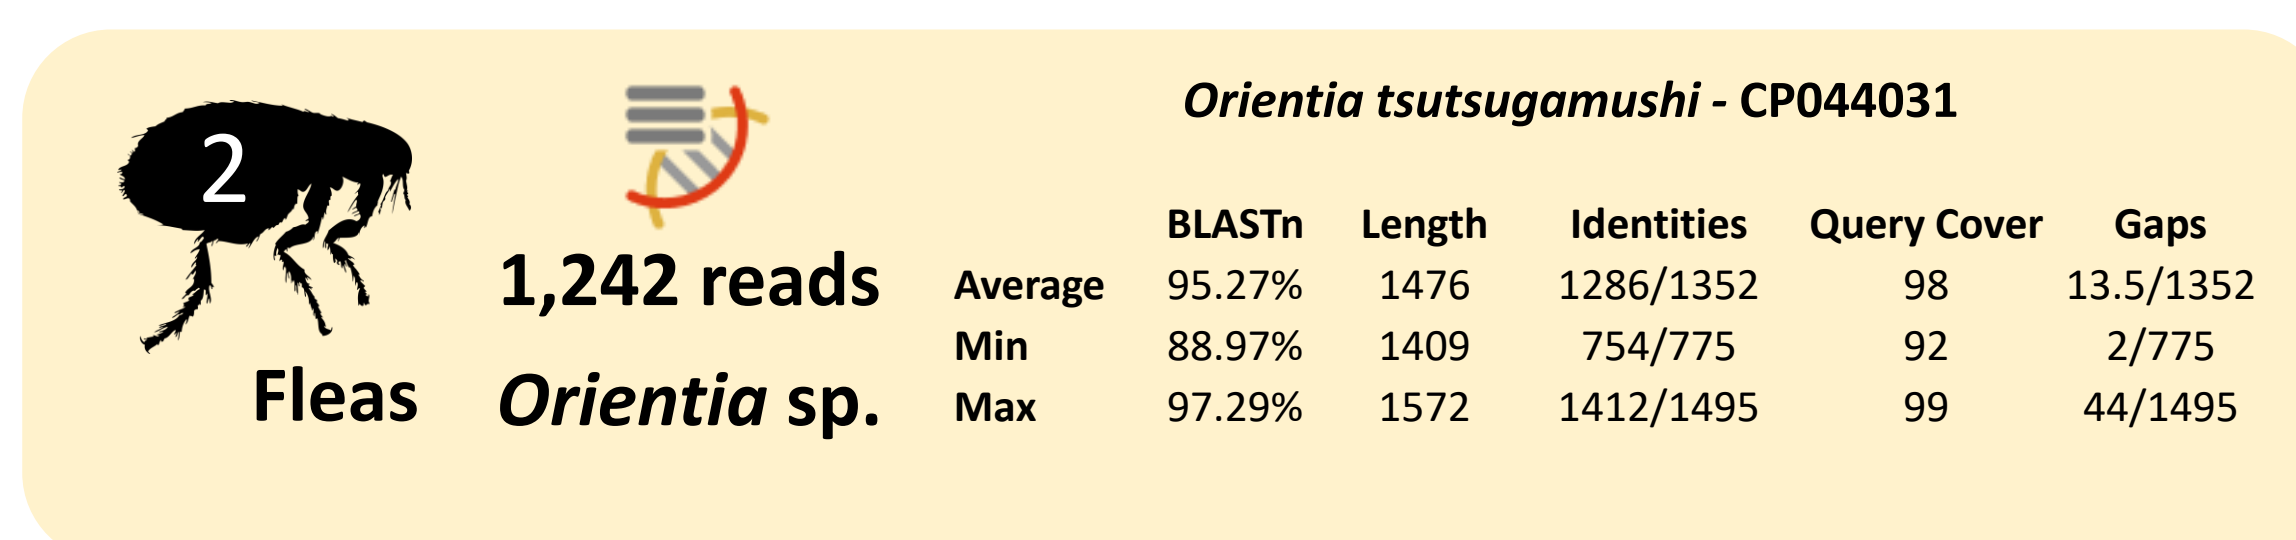 2
Fleas
1,242 reads
Orientia sp.
Orientia tsutsugamushi - CP044031
BLASTn Length Identities Query Cover Gaps
Average 95.27% 1476 1286/1352 98 13.5/1352
Min 88.97% 1409 754/775 92 2/775
Max 97.29% 1572 1412/1495 99 44/1495